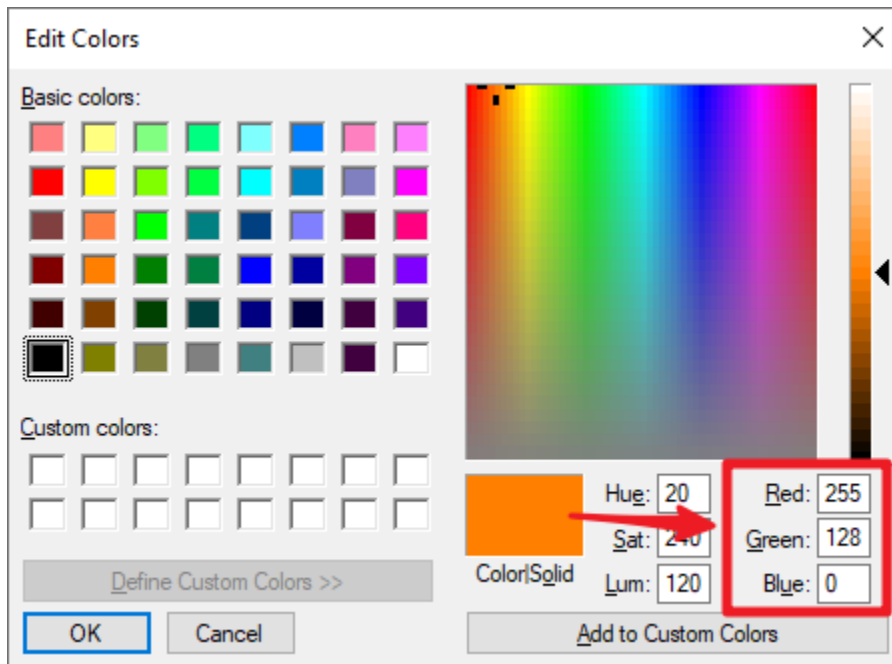 Edit Colors
Basic colors:
Custom colors:
Define Custom Colors >>
OK
Cancel
Color|Solid
Hue: 20
Sat: 240
Lum: 120
Red: 255
Green: 128
Blue: 0
Add to Custom Colors